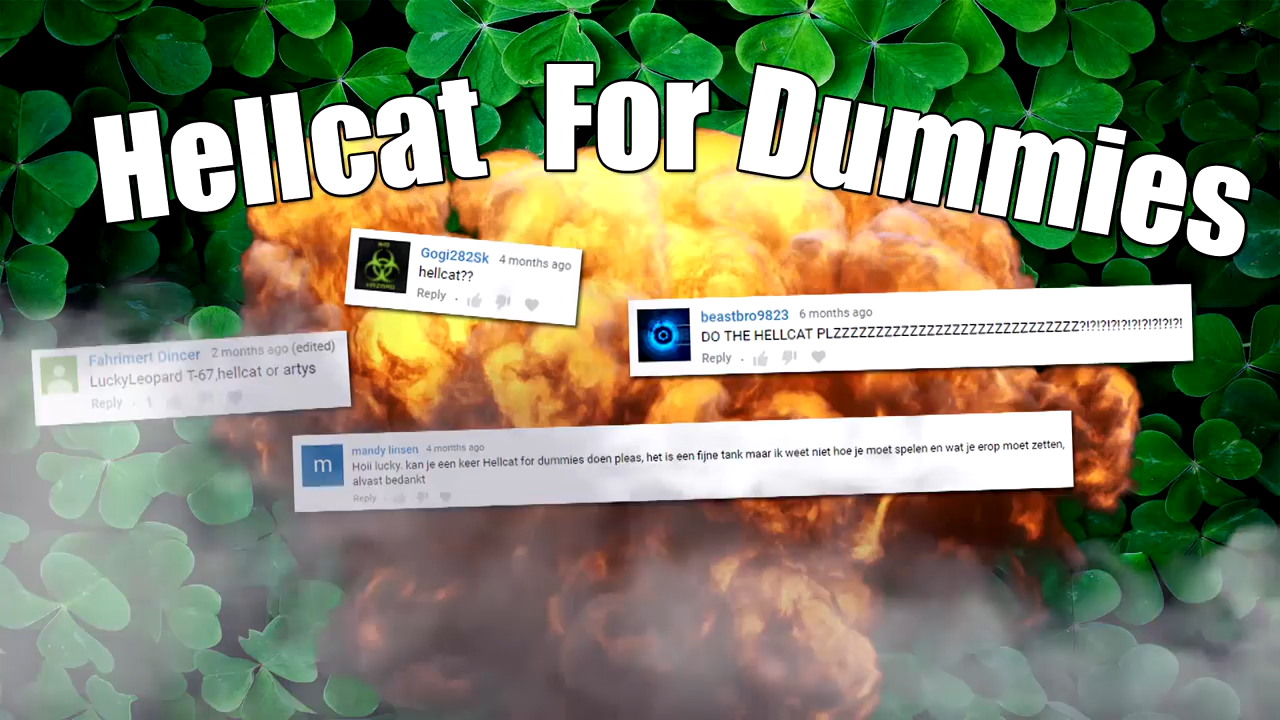 Hellcat For Dummies
BIO
HAZARD
Gogi282Sk 4 months ago
hellcat??
Reply
beastbro9823 6 months ago
DO THE HELLCAT PLZZZZZZZZZZZZZZZZZZZZZZZZZZZZ?!?!?!?!?!?!?!?!?!?!
Reply
Fahrimert Dincer 2 months ago (edited)
LuckyLeopard T-67,hellcat or artys
Reply 1
m
mandy linsen 4 months ago
Hoii lucky. kan je een keer Hellcat for dummies doen pleas, het is een fijne tank maar ik weet niet hoe je moet spelen en wat je erop moet zetten,
alvast bedankt
Reply